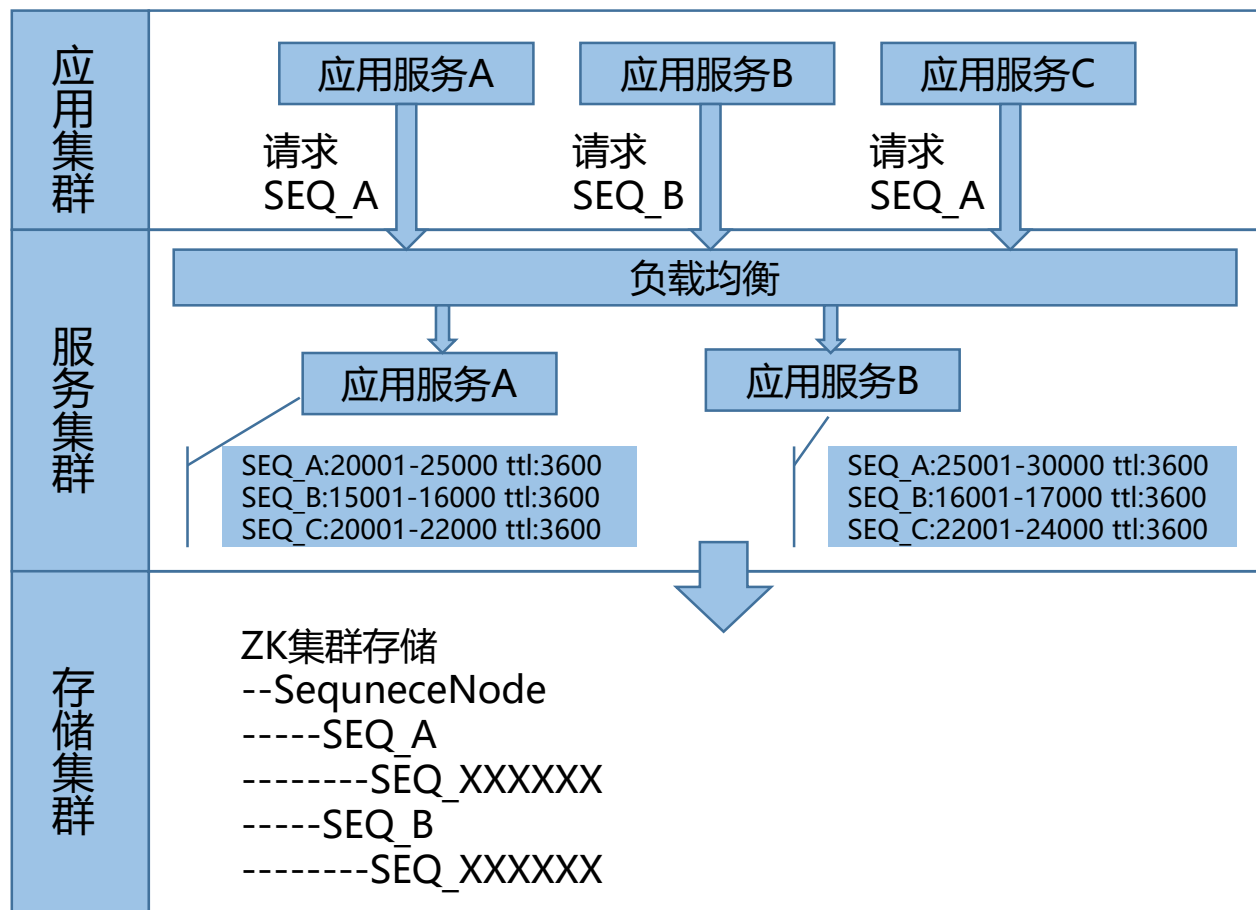 应用集群
应用服务A
应用服务B
应用服务C
请求
SEQ_A
请求
SEQ_B
请求
SEQ_A
服务集群
负载均衡
应用服务A
应用服务B
SEQ_A:20001-25000 ttl:3600
SEQ_B:15001-16000 ttl:3600
SEQ_C:20001-22000 ttl:3600
SEQ_A:25001-30000 ttl:3600
SEQ_B:16001-17000 ttl:3600
SEQ_C:22001-24000 ttl:3600
存储集群
ZK集群存储
--SequneceNode
-----SEQ_A
--------SEQ_XXXXXX
-----SEQ_B
--------SEQ_XXXXXX